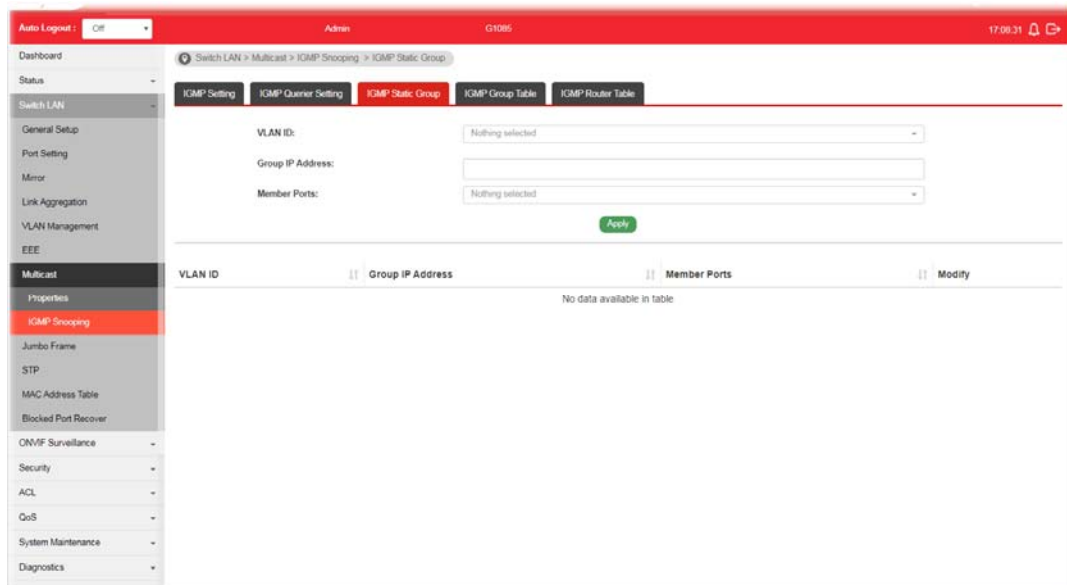 Auto Logout : Off Admin G1085 17:08:31
Dashboard
Status
Switch LAN
General Setup
Port Setting
Mirror
Link Aggregation
VLAN Management
EEE
Multicast
Properties
IGMP Snooping
Jumbo Frame
STP
MAC Address Table
Blocked Port Recover
ONVIF Surveillance
Security
ACL
QoS
System Maintenance
Diagnostics
Switch LAN > Multicast > IGMP Snooping > IGMP Static Group
IGMP Setting IGMP Querier Setting IGMP Static Group IGMP Group Table IGMP Router Table
VLAN ID: Nothing selected
Group IP Address:
Member Ports: Nothing selected
Apply
VLAN ID Group IP Address Member Ports Modify
No data available in table